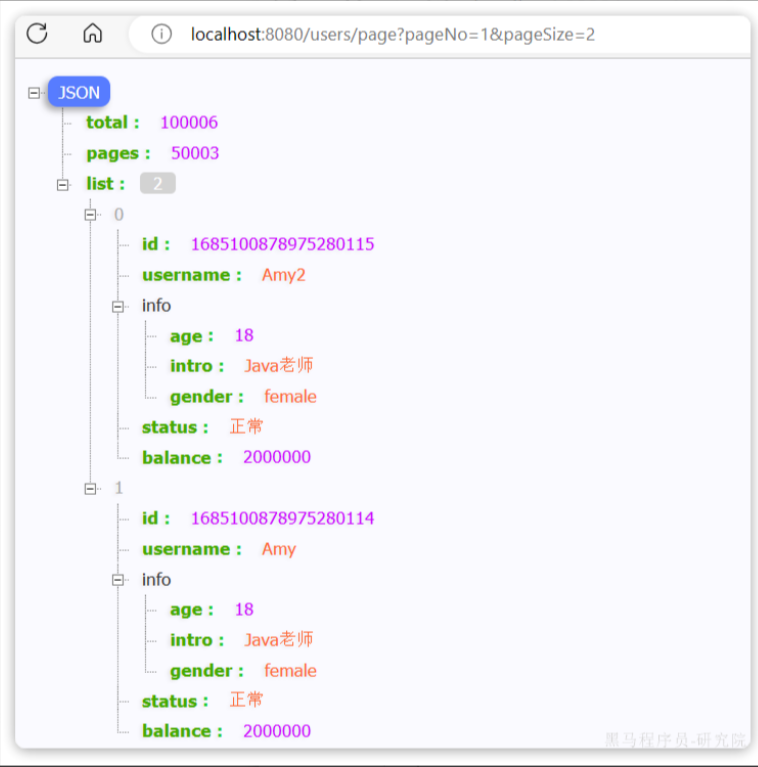 localhost:8080/users/page?pageNo=1&pageSize=2
JSON
total : 100006
pages : 50003
list : 2
0
id : 1685100878975280115
username : Amy2
info
age : 18
intro : Java老师
gender : female
status : 正常
balance : 2000000
1
id : 1685100878975280114
username : Amy
info
age : 18
intro : Java老师
gender : female
status : 正常
balance : 2000000
黑马程序员-研究院